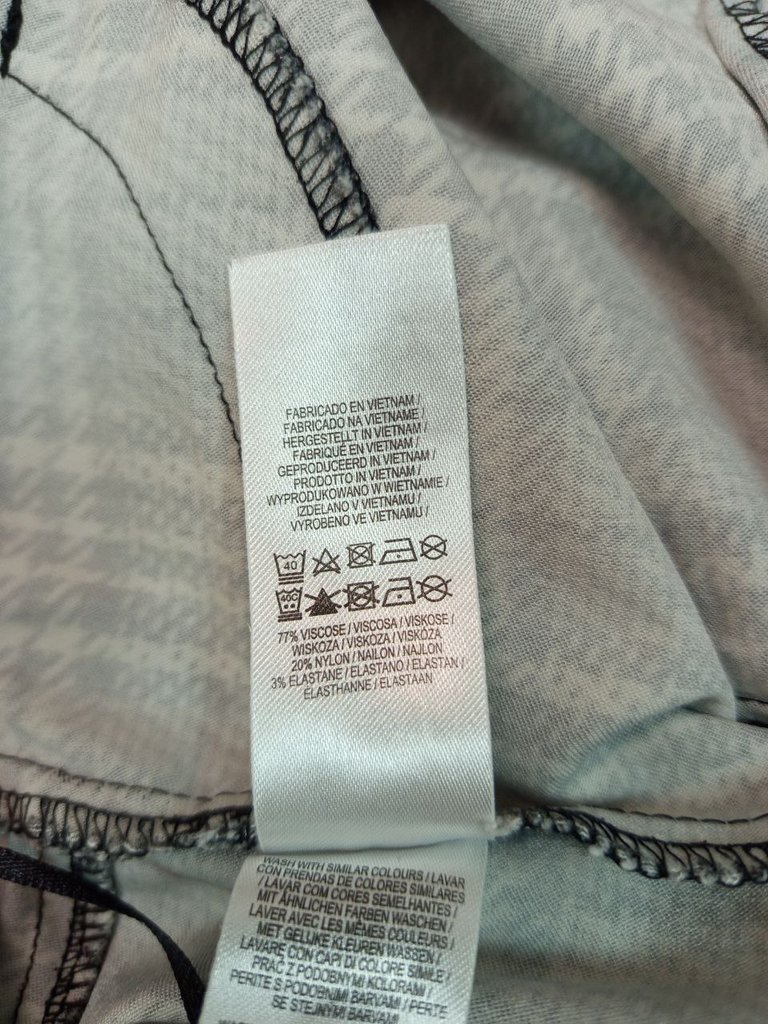 FABRICADO EN VIETNAM /
FABRICADO NA VIETNAME /
HERGESTELLT IN VIETNAM /
FABRIQUÉ EN VIETNAM /
GEPRODUCEERD IN VIETNAM /
PRODOTTO IN VIETNAM /
WYPRODUKOWANO W WIETNAMIE /
IZDELANO V VIETNAMU /
VYROBENO VE VIETNAMU /
40
40C
77% VISCOSE / VISCOSA / VISKOSE /
WISKOZA / VISKOZA / VISKÓZA
20% NYLON / NAILON / NAJLON
3% ELASTANE / ELASTANO / ELASTAN /
ÉLASTHANNE / ELASTAAN
WASH WITH SIMILAR COLOURS / LAVAR
CON PRENDAS DE COLORES SIMILARES
/ LAVAR COM CORES SEMELHANTES /
MIT ÄHNLICHEN FARBEN WASCHEN /
LAVER AVEC LES MÊMES COULEURS /
MET GELIJKE KLEUREN WASSEN /
LAVARE CON CAPI DI COLORE SIMILE /
PRAĆ Z PODOBNYMI KOLORAMI /
PERITE S PODOBNIMI BARVAMI / PERTE
SE STEJNÝMI BARVAMI